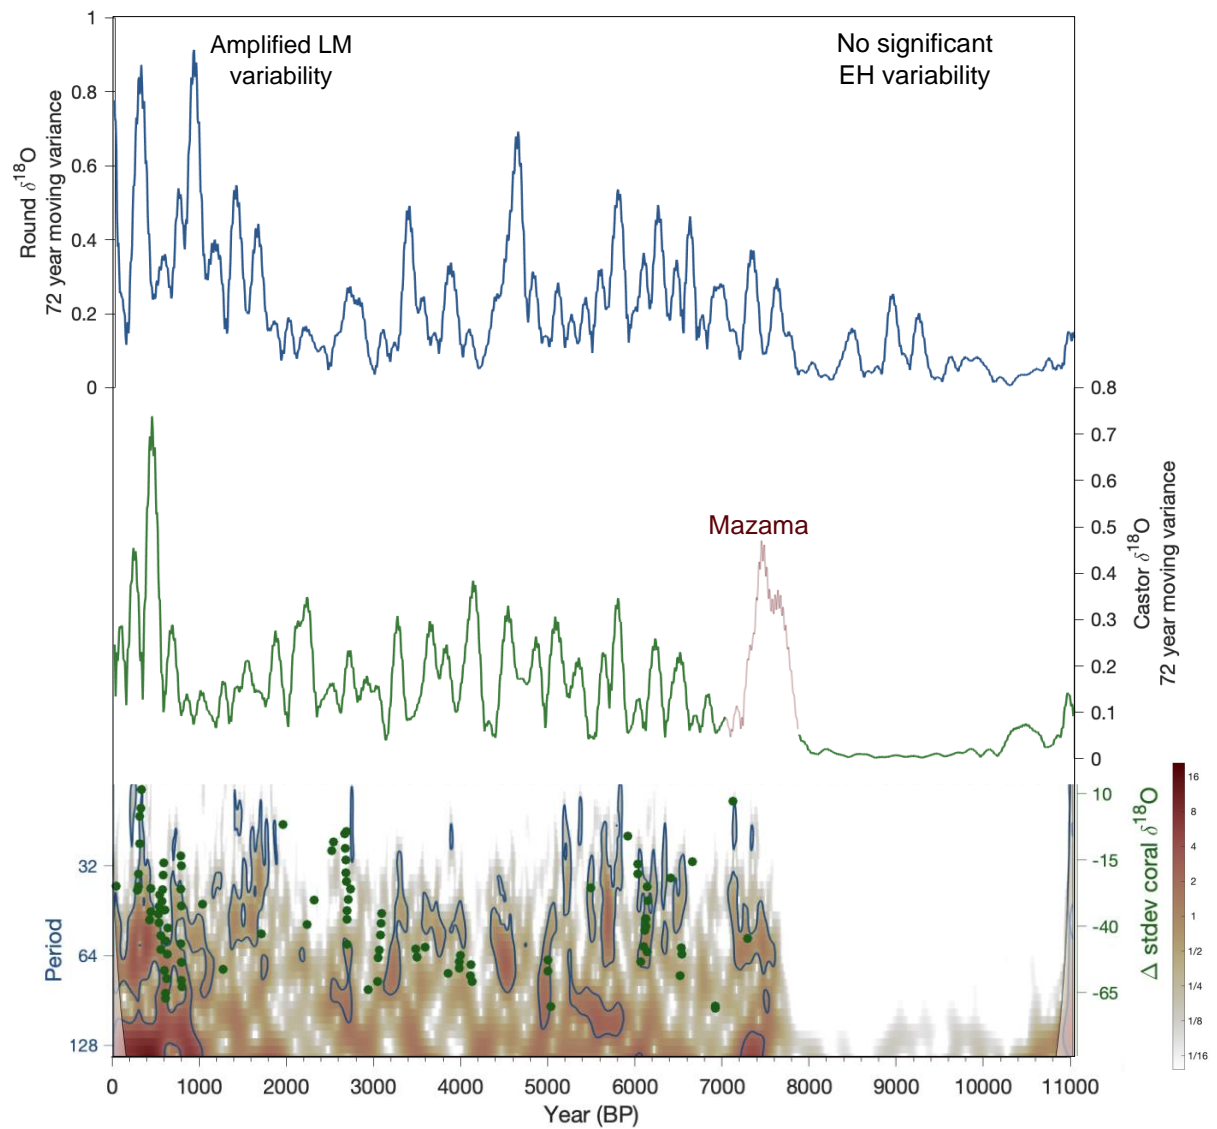 1
Amplified LM
variability
No significant
EH variability
0.8
0.6
0.4
0.2
0
Round δ18O
72 year moving variance
0.8
0.7
0.6
0.5
0.4
0.3
0.2
0.1
0
Castor δ18O
72 year moving variance
Mazama
32
64
128
Period
10
-15
-40
-65
Δ stdev coral δ18O
16
8
4
2
1
1/2
1/4
1/8
1/16
0 1000 2000 3000 4000 5000 6000 7000 8000 9000 10000 11000
Year (BP)